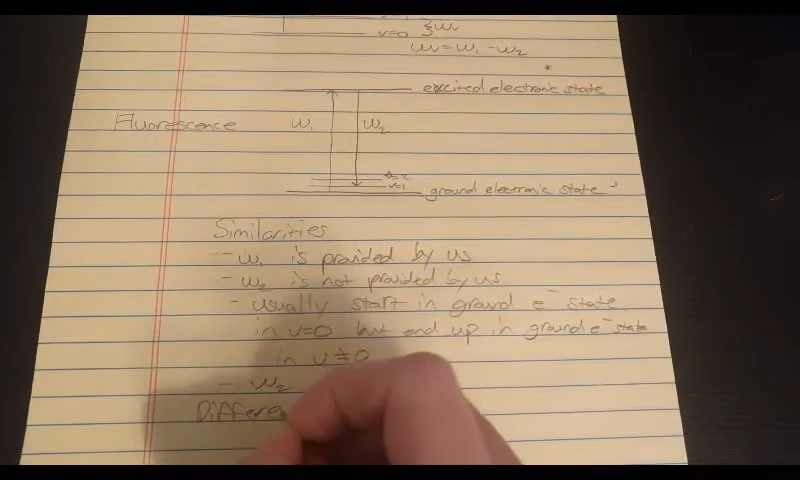 v=0 }ωv
ωv = ω1 - ω2
*
excited electronic state
Fluorescence ω1 ω2
v=2
v=1
ground electronic state
Similarities
- ω1 is provided by us
- ω2 is not provided by us
- usually start in ground e⁻ state
in v=0 but end up in ground e⁻ state
in v≠0
- ω2
Differe